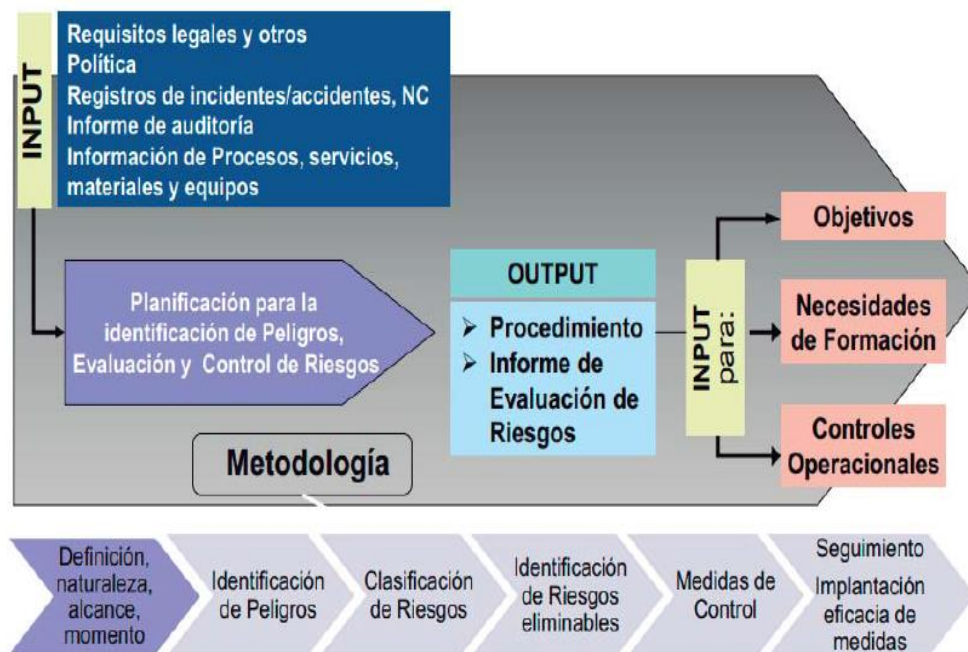 INPUT
Requisitos legales y otros
Política
Registros de incidentes/accidentes, NC
Informe de auditoría
Información de Procesos, servicios,
materiales y equipos
Planificación para la
identificación de Peligros,
Evaluación y Control de Riesgos
OUTPUT
➢ Procedimiento
➢ Informe de
Evaluación de
Riesgos
INPUT
para:
Objetivos
Necesidades
de Formación
Controles
Operacionales
Metodología
Definición,
naturaleza,
alcance,
momento
Identificación
de Peligros
Clasificación
de Riesgos
Identificación
de Riesgos
eliminables
Medidas de
Control
Seguimiento
Implantación
eficacia de
medidas